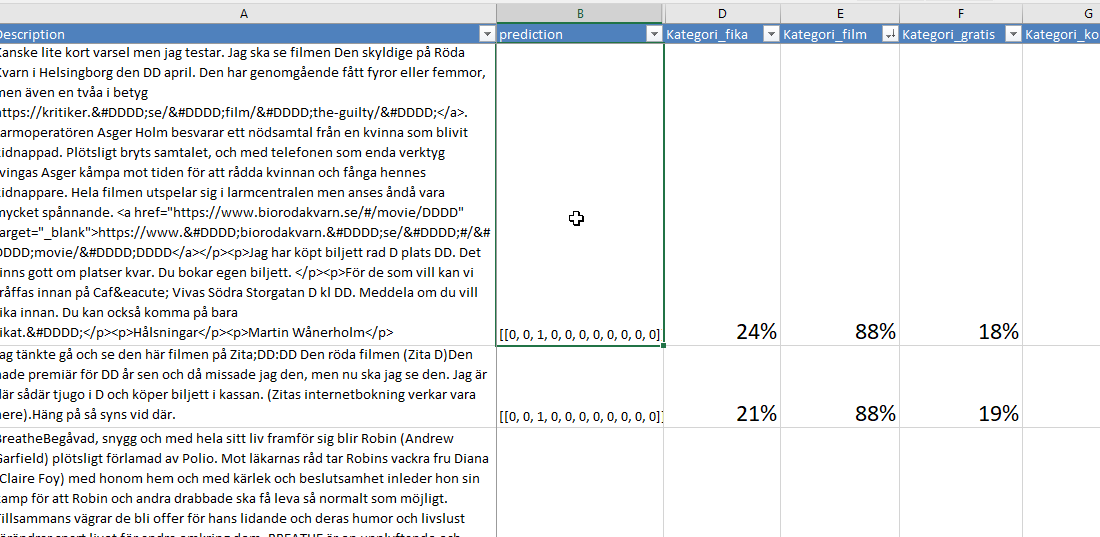 A B D E F G
Description prediction Kategori_fika Kategori_film Kategori_gratis Kategori_ko
Kanske lite kort varsel men jag testar. Jag ska se filmen Den skyldige på Röda
Kvarn i Helsingborg den DD april. Den har genomgående fått fyror eller femmor,
men även en tvåa i betyg
https://kritiker.&#DDDD;se/&#DDDD;film/&#DDDD;the-guilty/&#DDDD;</a>.
larmoperatören Asger Holm besvarar ett nödsamtal från en kvinna som blivit
kidnappad. Plötsligt bryts samtalet, och med telefonen som enda verktyg
tvingas Asger kåmpa mot tiden för att rådda kvinnan och fånga hennes
kidnappare. Hela filmen utspelar sig i larmcentralen men anses åndå vara
mycket spånnande. <a href="https://www.biorodakvarn.se/#/movie/DDDD"
target="_blank">https://www.&#DDDD;biorodakvarn.&#DDDD;se/&#DDDD;#/&#
DDDD;movie/&#DDDD;DDDD</a></p><p>Jag har köpt biljett rad D plats DD. Det
finns gott om platser kvar. Du bokar egen biljett. </p><p>För de som vill kan vi
tråffas innan på Caf&eacute; Vivas Södra Storgatan D kl DD. Meddela om du vill
fika innan. Du kan också komma på bara
fikat.&#DDDD;</p><p>Hålsningar</p><p>Martin Wånerholm</p> [[0, 0, 1, 0, 0, 0, 0, 0, 0, 0, 0] 24% 88% 18%
Jag tänkte gå och se den här filmen på Zita;DD:DD Den röda filmen (Zita D)Den
hade premiär för DD år sen och då missade jag den, men nu ska jag se den. Jag är
där sådär tjugo i D och köper biljett i kassan. (Zitas internetbokning verkar vara
nere).Häng på så syns vid där. [[0, 0, 1, 0, 0, 0, 0, 0, 0, 0, 0]] 21% 88% 19%
BreatheBegåvad, snygg och med hela sitt liv framför sig blir Robin (Andrew
Garfield) plötsligt förlamad av Polio. Mot läkarnas råd tar Robins vackra fru Diana
(Claire Foy) med honom hem och med kärlek och beslutsamhet inleder hon sin
kamp för att Robin och andra drabbade ska få leva så normalt som möjligt.
Tillsammans vägrar de bli offer för hans lidande och deras humor och livslust